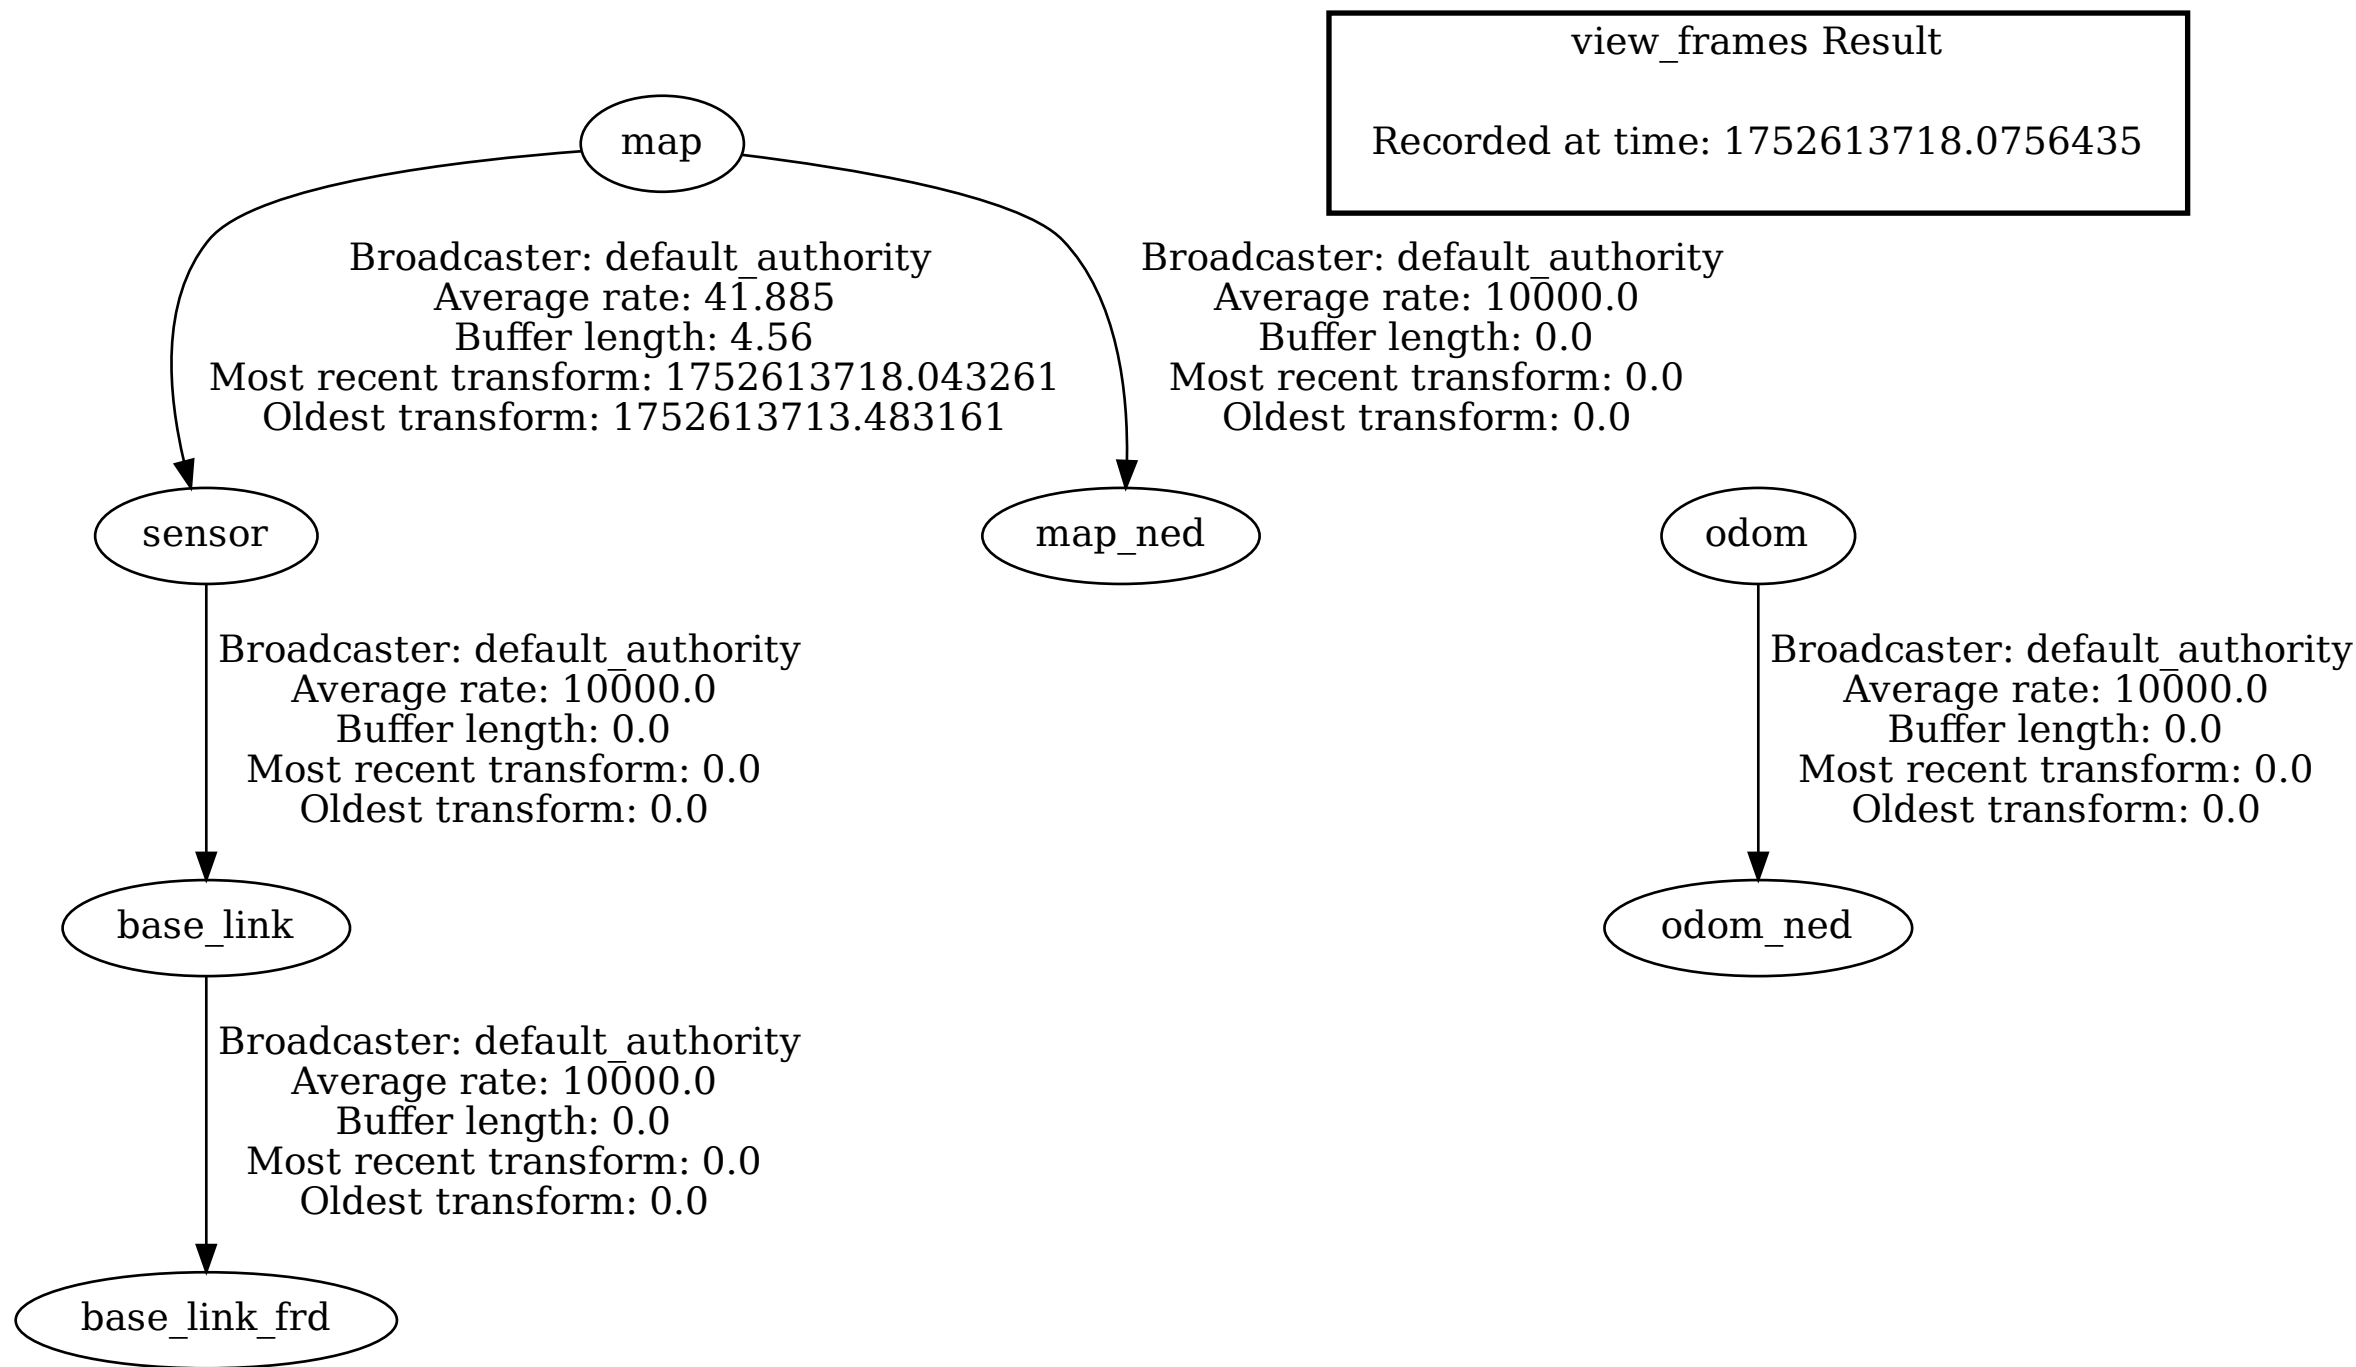 view_frames Result
Recorded at time: 1752613718.0756435
map
Broadcaster: default_authority
Average rate: 41.885
Buffer length: 4.56
Most recent transform: 1752613718.043261
Oldest transform: 1752613713.483161
Broadcaster: default_authority
Average rate: 10000.0
Buffer length: 0.0
Most recent transform: 0.0
Oldest transform: 0.0
sensor
map_ned
odom
Broadcaster: default_authority
Average rate: 10000.0
Buffer length: 0.0
Most recent transform: 0.0
Oldest transform: 0.0
Broadcaster: default_authority
Average rate: 10000.0
Buffer length: 0.0
Most recent transform: 0.0
Oldest transform: 0.0
base_link
odom_ned
Broadcaster: default_authority
Average rate: 10000.0
Buffer length: 0.0
Most recent transform: 0.0
Oldest transform: 0.0
base_link_frd